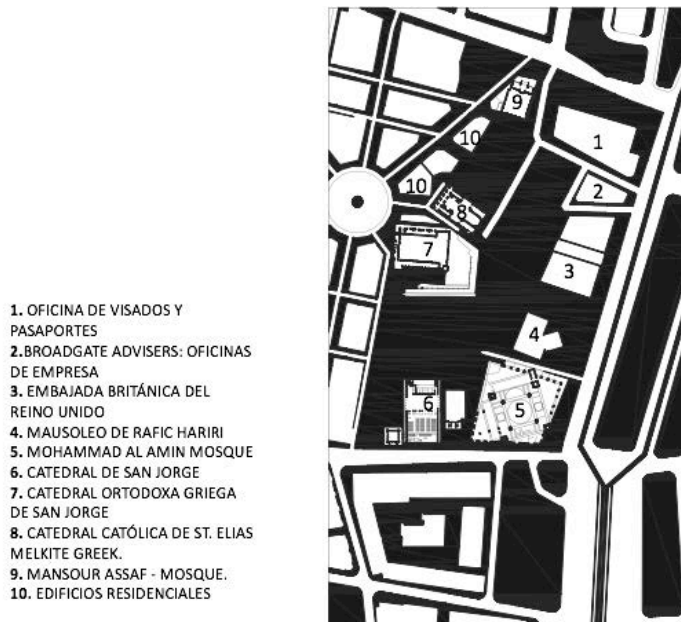 9
1
10
2
10
8
7
3
4
5
6
1. OFICINA DE VISADOS Y
PASAPORTES
2.BROADGATE ADVISERS: OFICINAS
DE EMPRESA
3. EMBAJADA BRITÁNICA DEL
REINO UNIDO
4. MAUSOLEO DE RAFIC HARIRI
5. MOHAMMAD AL AMIN MOSQUE
6. CATEDRAL DE SAN JORGE
7. CATEDRAL ORTODOXA GRIEGA
DE SAN JORGE
8. CATEDRAL CATÓLICA DE ST. ELIAS
MELKITE GREEK.
9. MANSOUR ASSAF - MOSQUE.
10. EDIFICIOS RESIDENCIALES